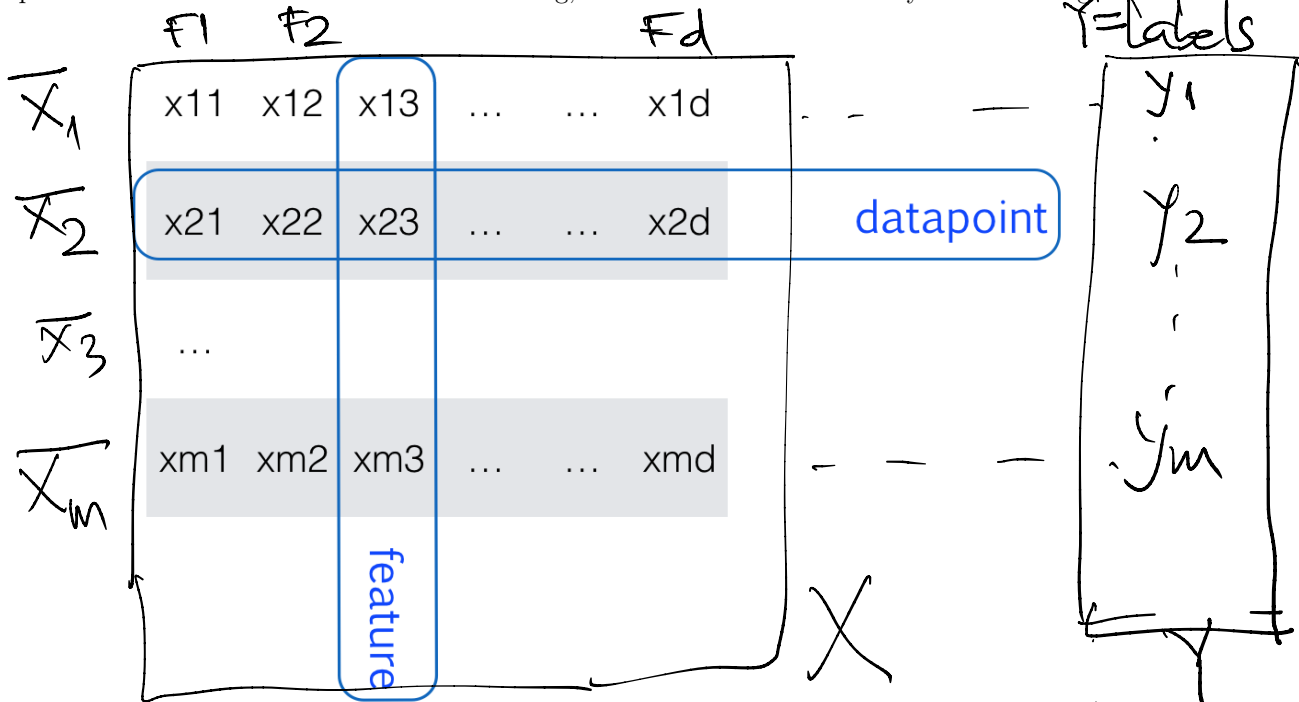 F1 F2 Fd Y=Labels
X1 x11 x12 x13 ... ... x1d y1
X2 x21 x22 x23 ... ... x2d datapoint y2
x3 ...
Xm xm1 xm2 xm3 ... ... xmd ym
feature
X Y